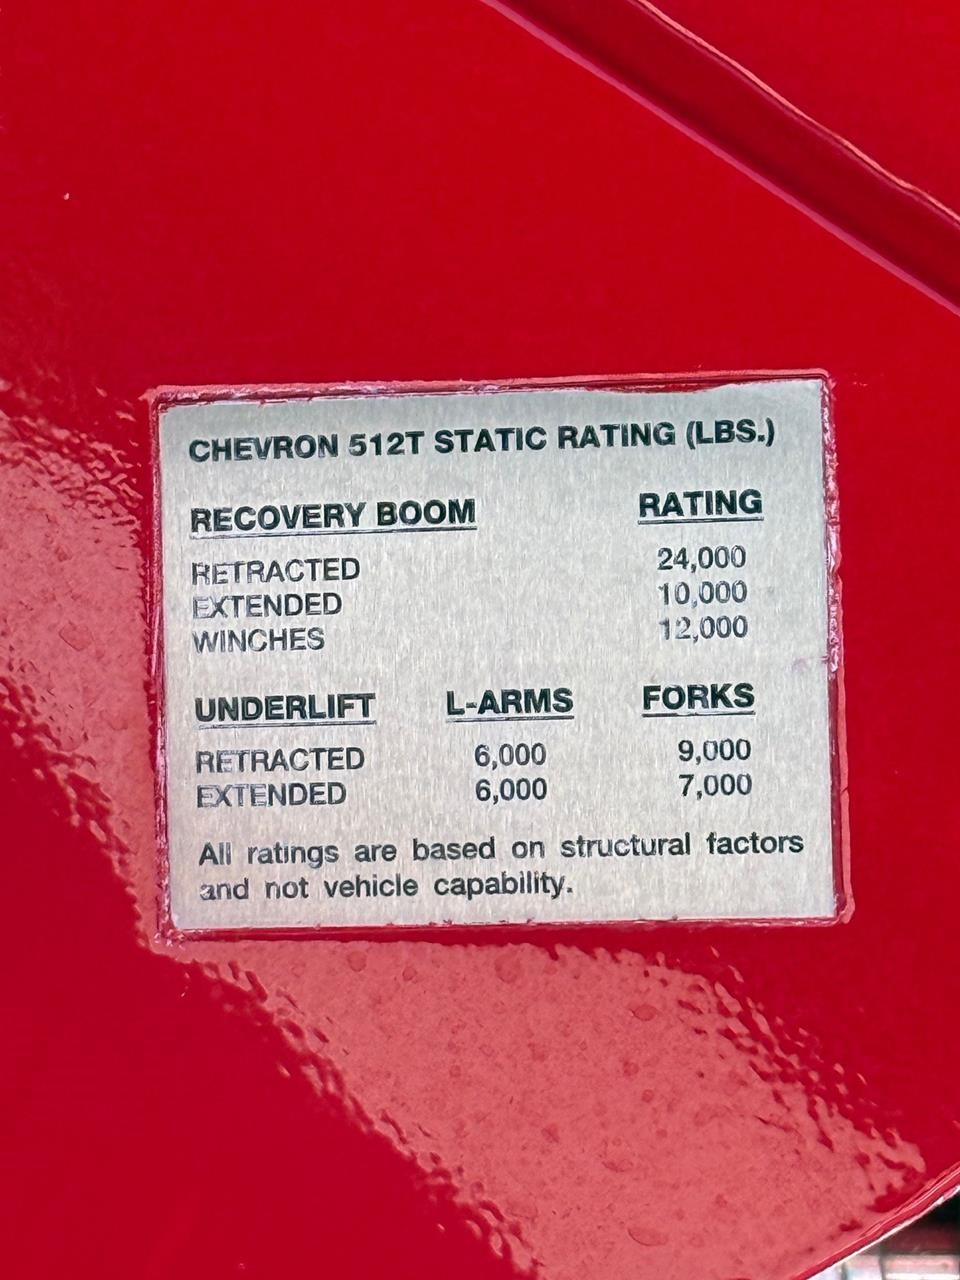 CHEVRON 512T STATIC RATING (LBS.)
RECOVERY BOOM RATING
RETRACTED 24,000
EXTENDED 10,000
WINCHES 12,000
UNDERLIFT L-ARMS FORKS
RETRACTED 6,000 9,000
EXTENDED 6,000 7,000
All ratings are based on structural factors
and not vehicle capability.